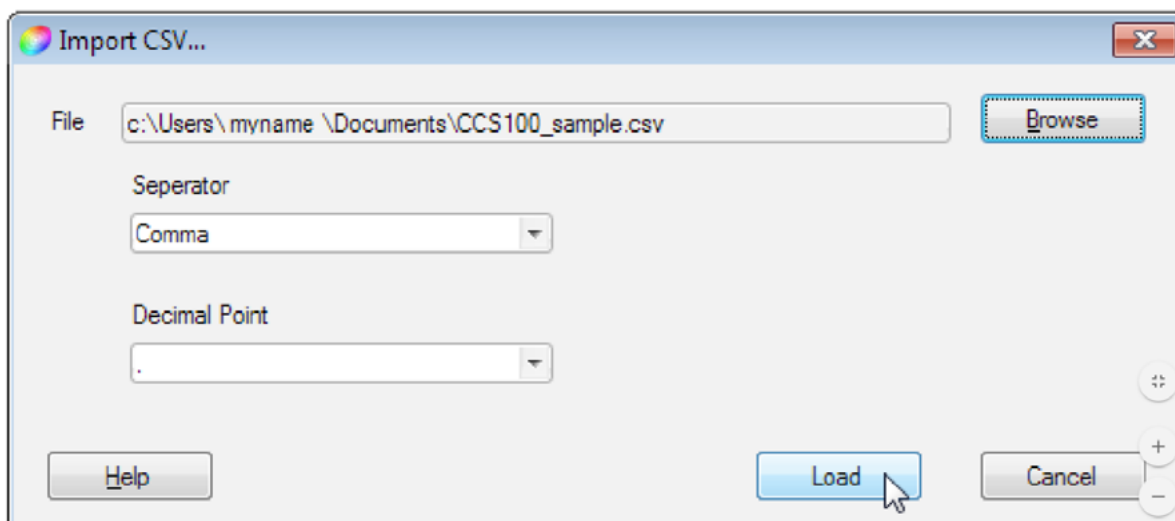 Import CSV...
File c:\Users\ myname \Documents\CCS100_sample.csv Browse
Seperator
Comma
Decimal Point
.
Help Load Cancel